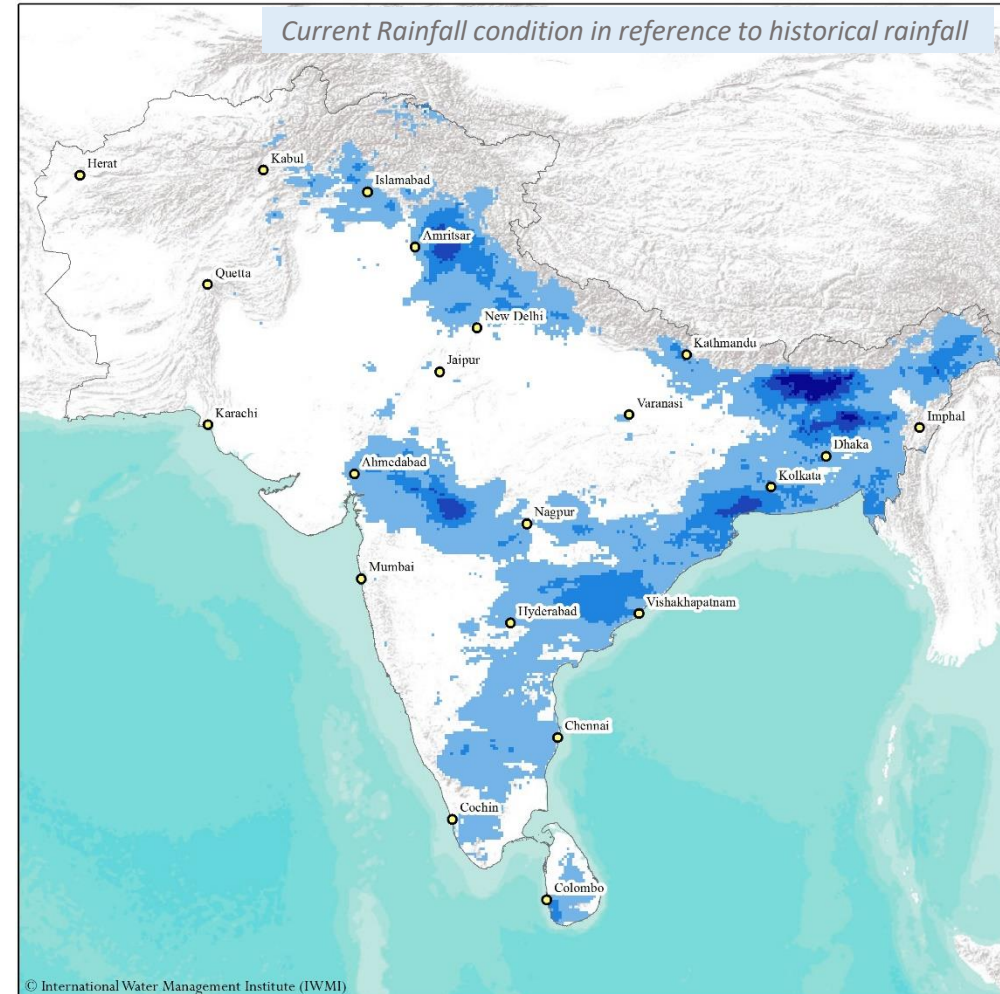 Current Rainfall condition in reference to historical rainfall
Herat
Kabul
Islamabad
Amritsar
Quetta
New Delhi
Kathmandu
Jaipur
Varanasi
Karachi
Imphal
Dhaka
Ahmedabad
Kolkata
Nagpur
Mumbai
Vishakhapatnam
Hyderabad
Chennai
Cochin
Colombo
© International Water Management Institute (IWMI)